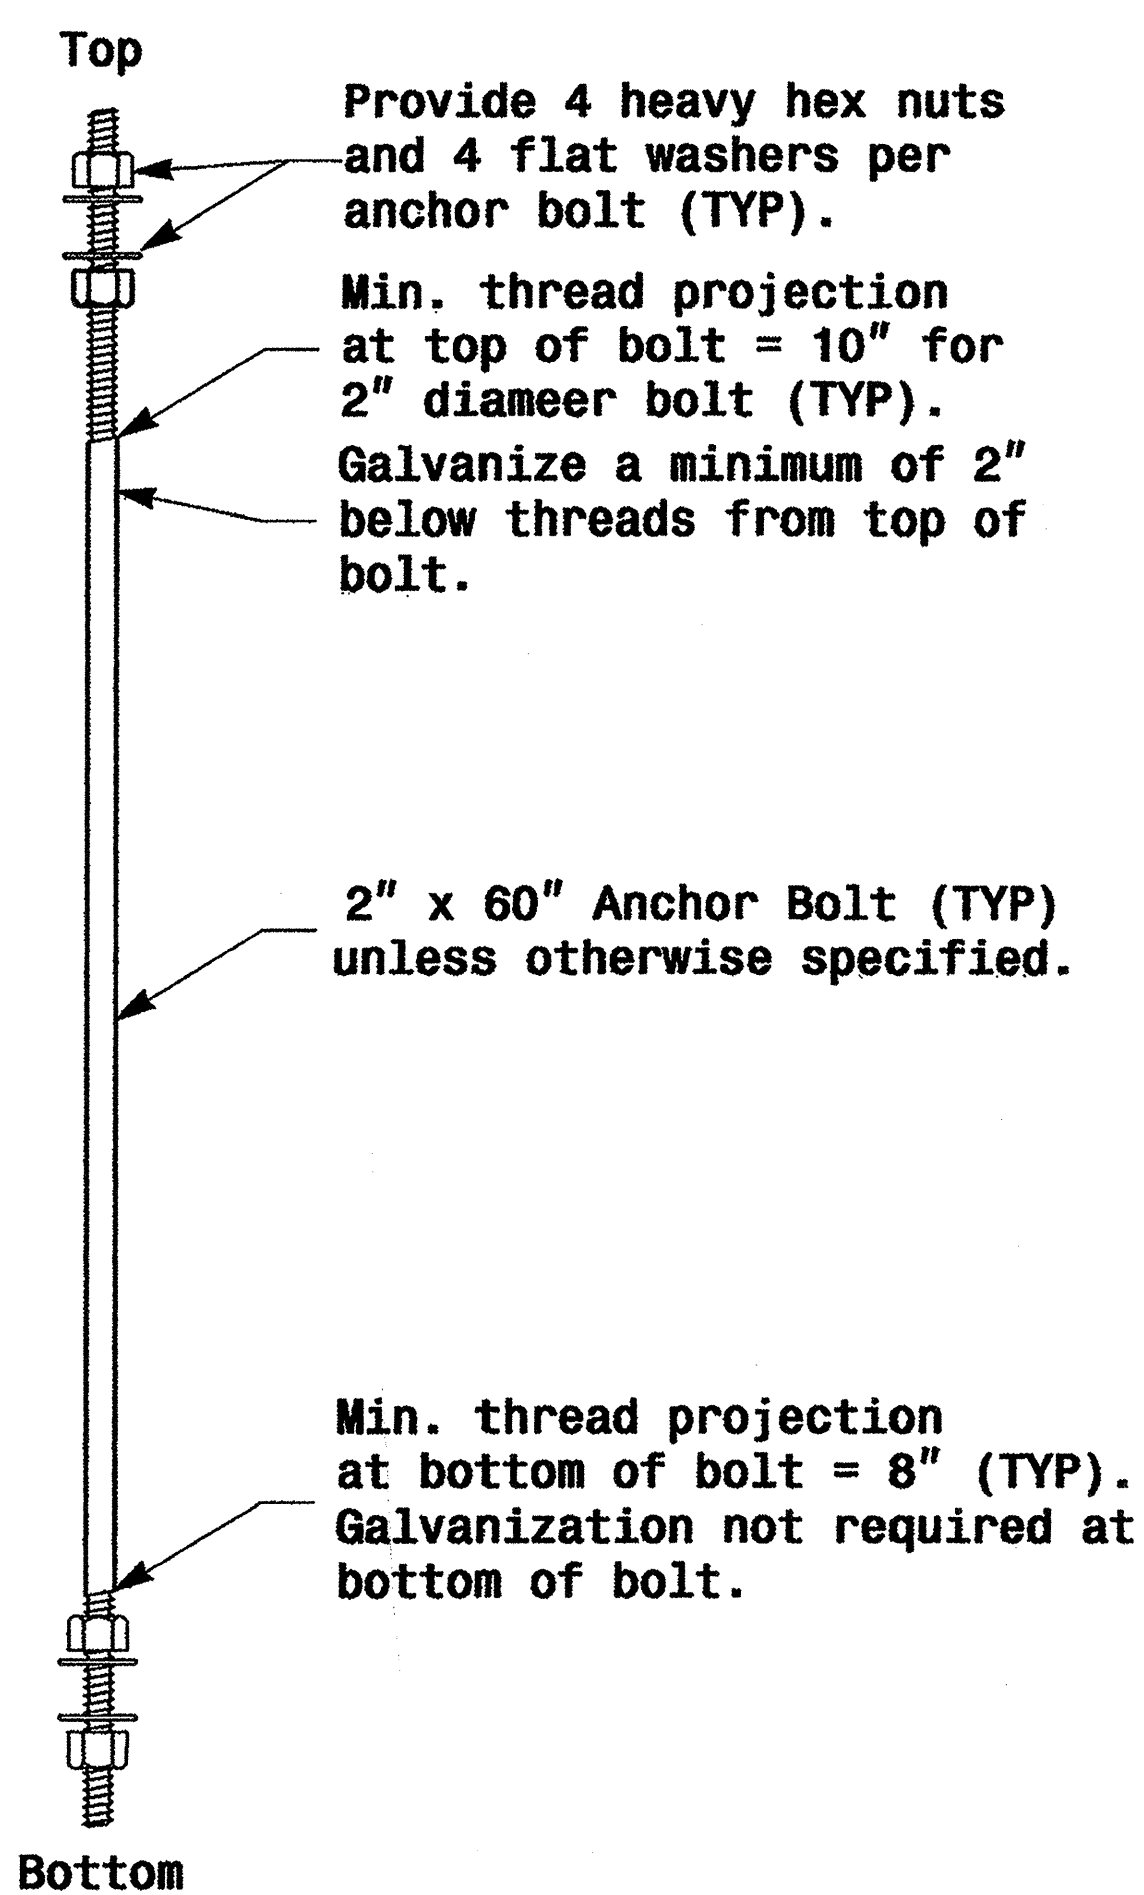 Top
Provide 4 heavy hex nuts
and 4 flat washers per
anchor bolt (TYP).
Min. thread projection
at top of bolt = 10" for
2" diameer bolt (TYP).
Galvanize a minimum of 2"
below threads from top of
bolt.
2" x 60" Anchor Bolt (TYP)
unless otherwise specified.
Min. thread projection
at bottom of bolt = 8" (TYP).
Galvanization not required at
bottom of bolt.
Bottom